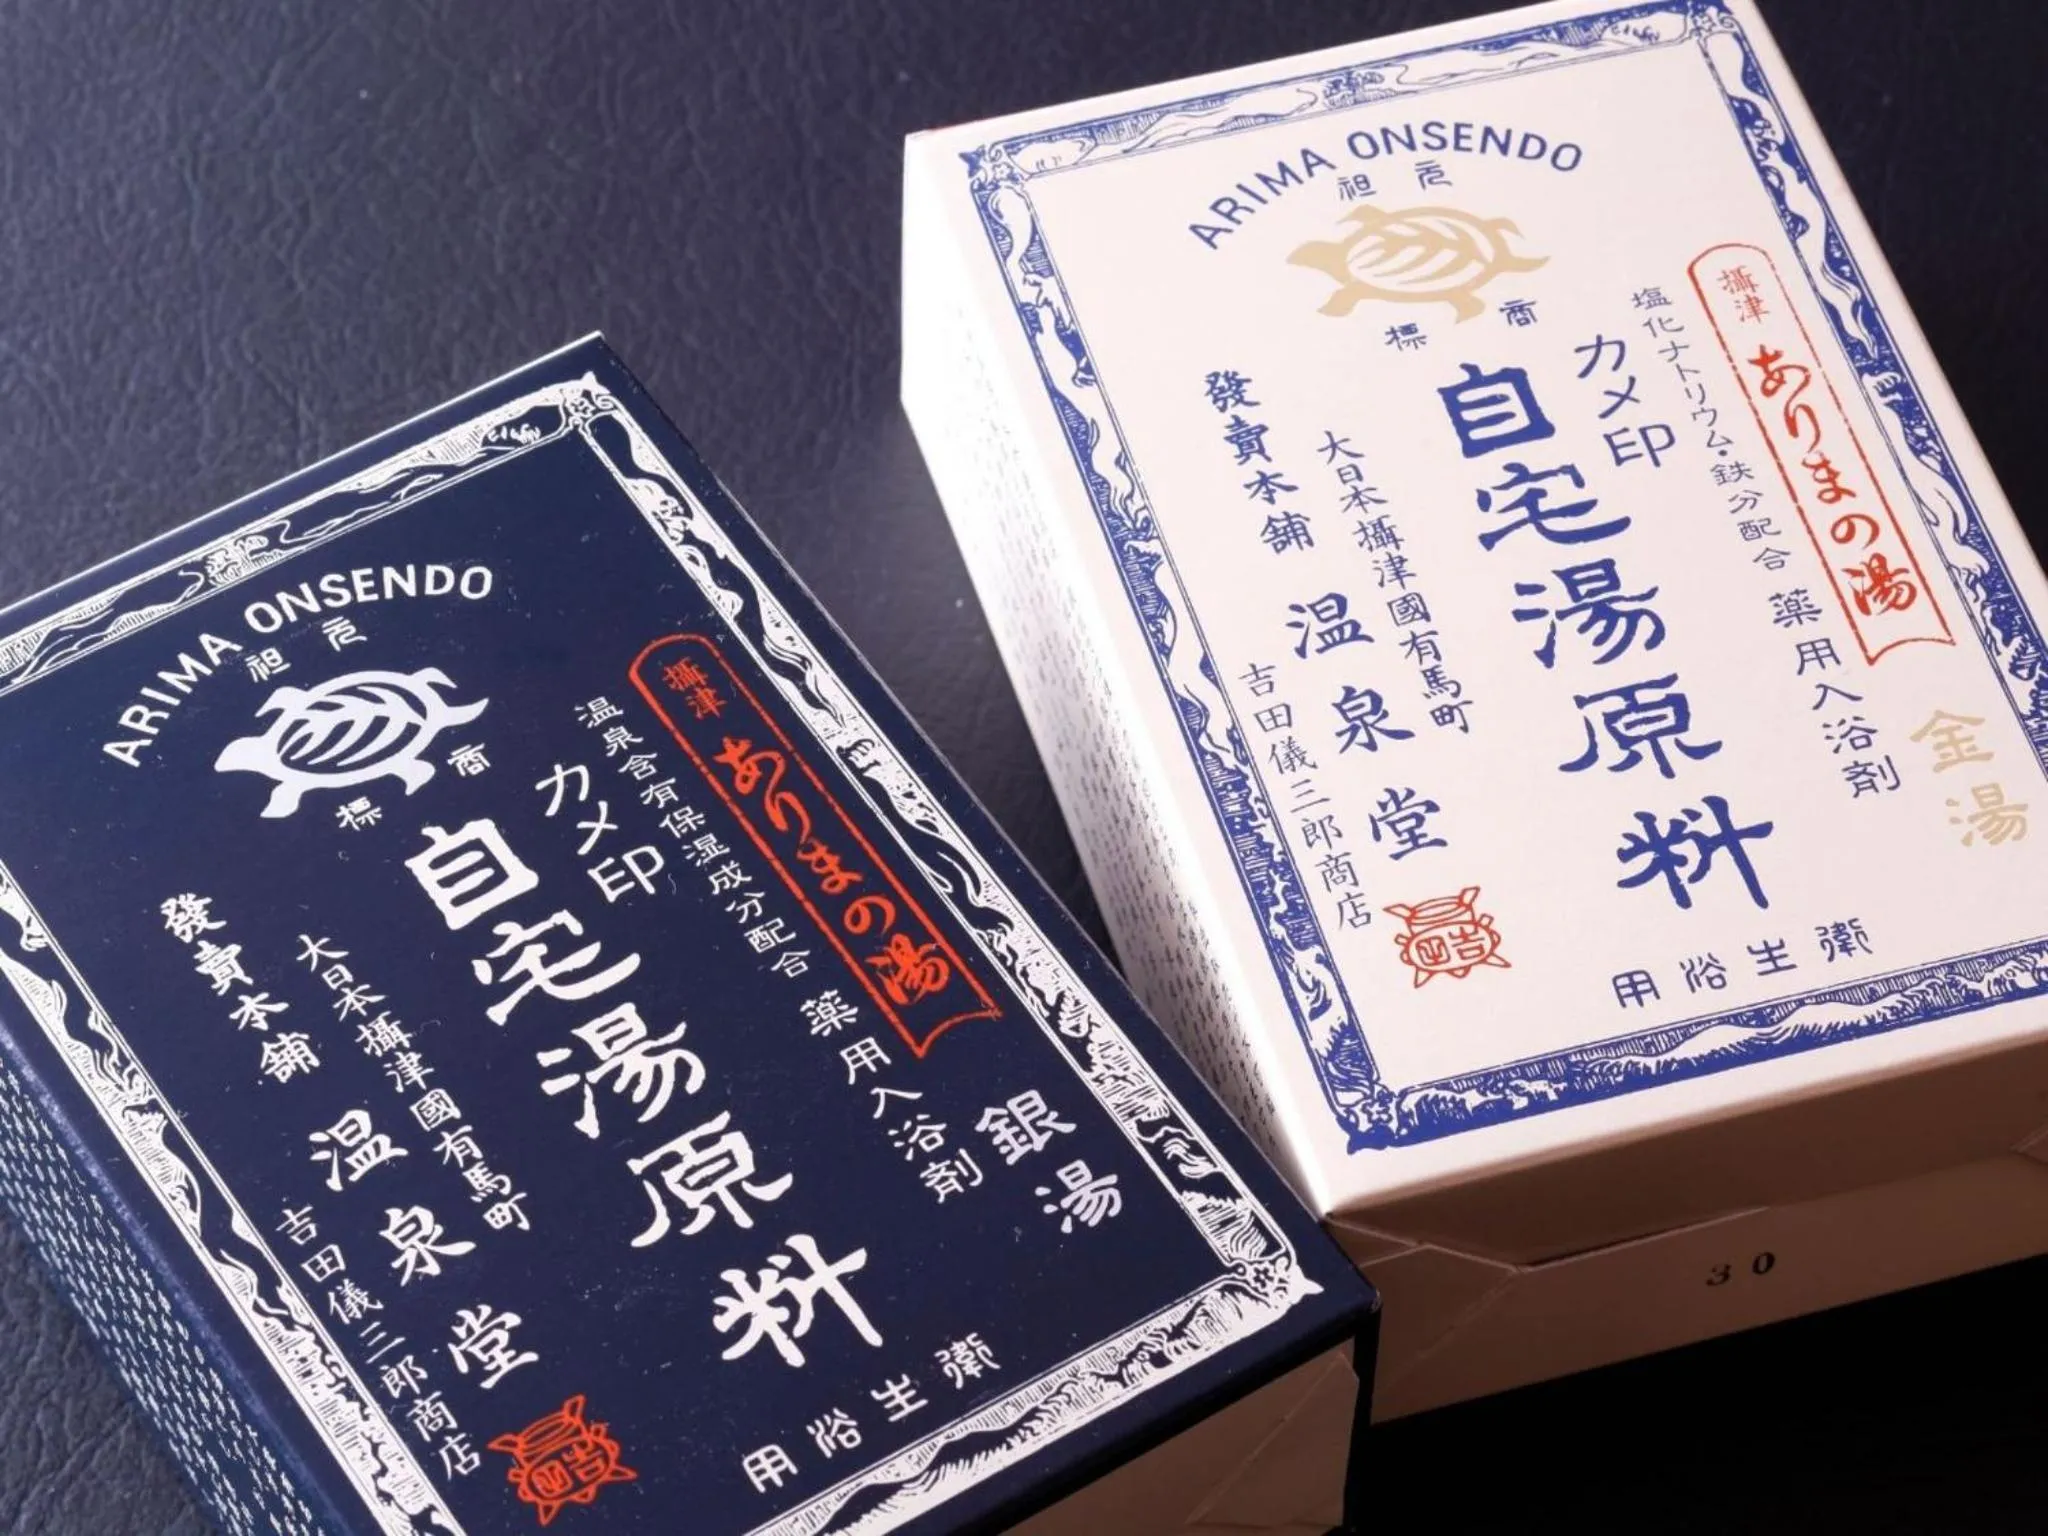 ARIMA ONSENDO
元祖
商標
攝津
ありまの湯
温泉含有保湿成分配合
薬用入浴剤
銀湯
カメ印
自宅湯原料
大日本攝津國有馬町
發賣本舗
温泉堂
吉田儀三郎商店
衛生浴用
ARIMA ONSENDO
元祖
商標
攝津
ありまの湯
塩化ナトリウム・鉄分配合
薬用入浴剤
金湯
カメ印
自宅湯原料
大日本攝津國有馬町
發賣本舗
温泉堂
吉田儀三郎商店
衛生浴用
30